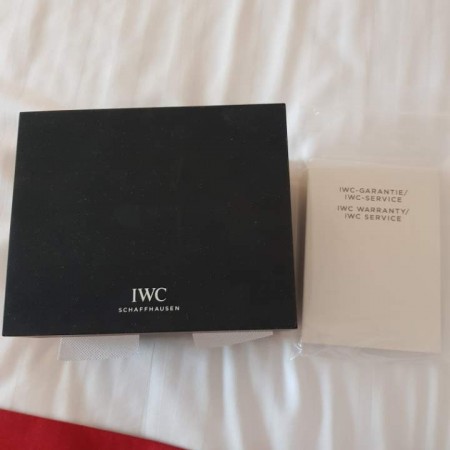 IWC
SCHAFFHAUSEN
IWC-GARANTIE/
IWC-SERVICE
IWC WARRANTY/
IWC SERVICE